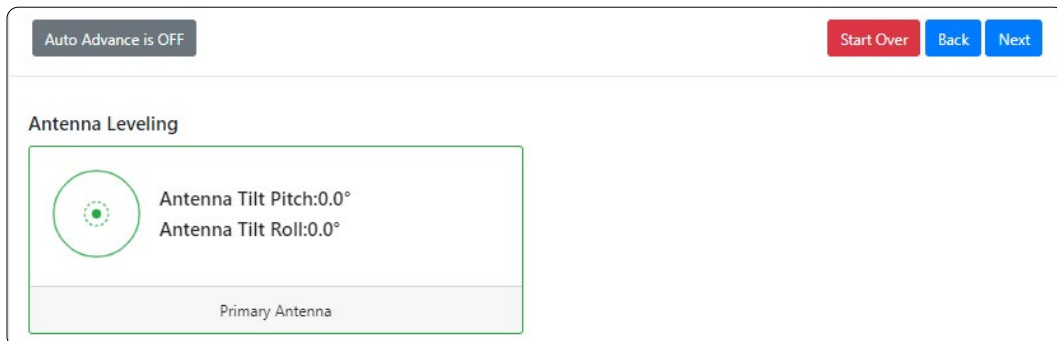 Auto Advance is OFF
Start Over
Back
Next
Antenna Leveling
Antenna Tilt Pitch:0.0°
Antenna Tilt Roll:0.0°
Primary Antenna